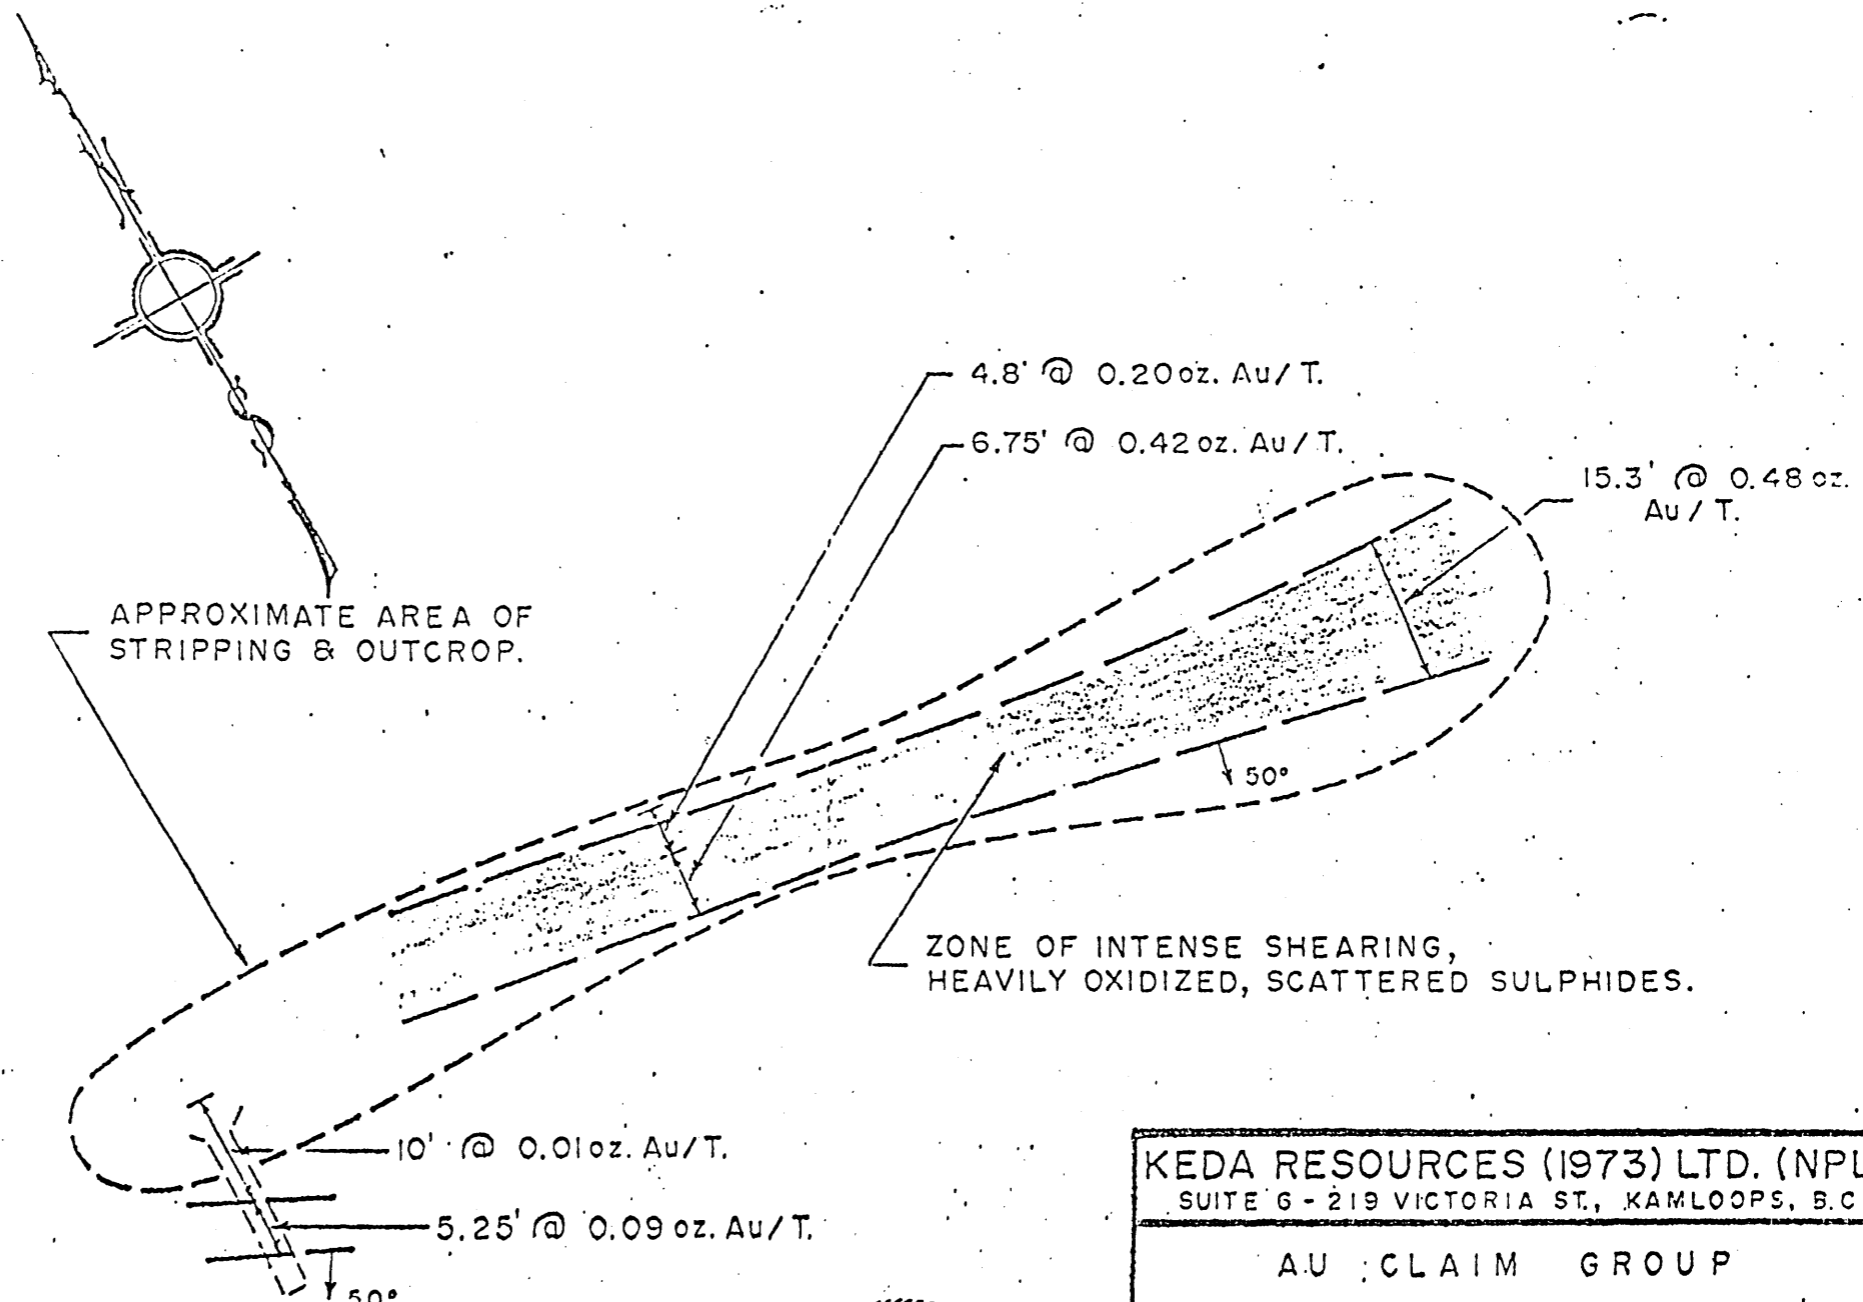 4.8' @ 0.20 oz. Au/T.
6.75' @ 0.42 oz. Au/T.
15.3' @ 0.48 oz.
Au/T.
APPROXIMATE AREA OF
STRIPPING & OUTCROP.
50°
ZONE OF INTENSE SHEARING,
HEAVILY OXIDIZED, SCATTERED SULPHIDES.
10' @ 0.01 oz. Au/T.
5.25' @ 0.09 oz. Au/T.
50°
KEDA RESOURCES (1973) LTD. (NPL
SUITE 6 - 219 VICTORIA ST., KAMLOOPS, B.C
AU CLAIM GROUP